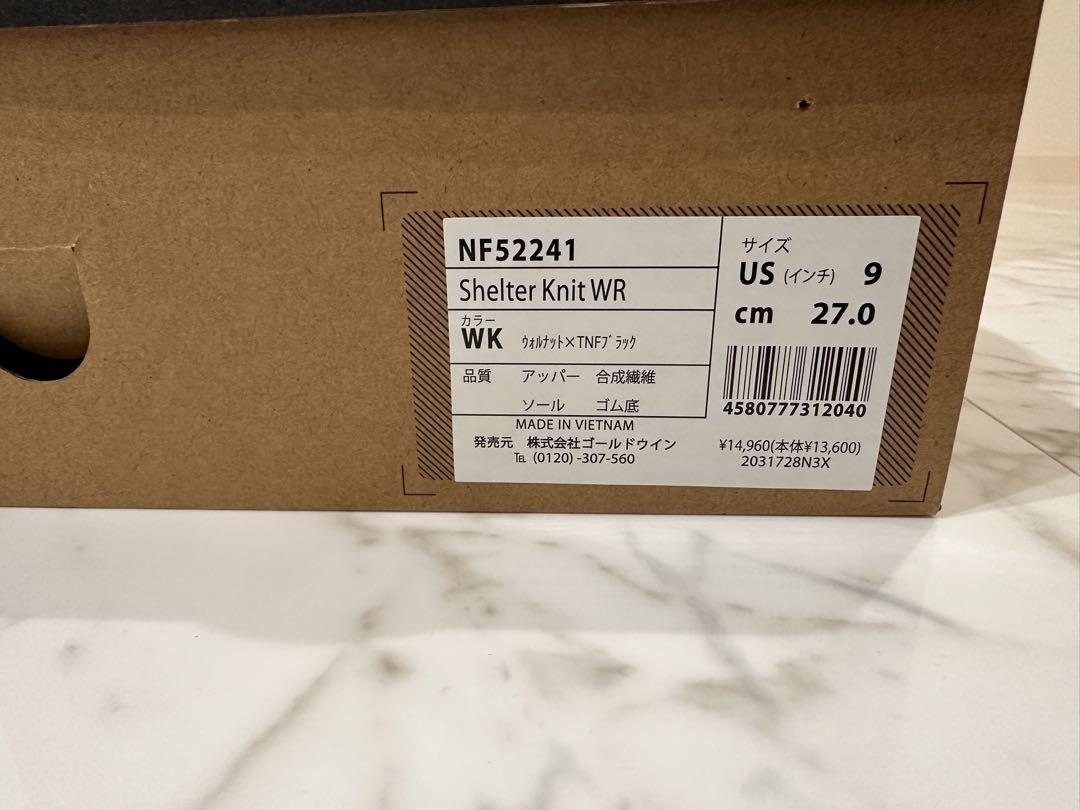 NF52241
Shelter Knit WR
カラー
WK ｳｫﾙﾅｯﾄ×TNFﾌﾞﾗｯｸ
品質 アッパー 合成繊維
ソール ゴム底
MADE IN VIETNAM
発売元 株式会社ゴールドウイン
℡ (0120) -307-560
サイズ
US (インチ) 9
cm 27.0
4580777312040
¥14,960(本体¥13,600)
2031728N3X